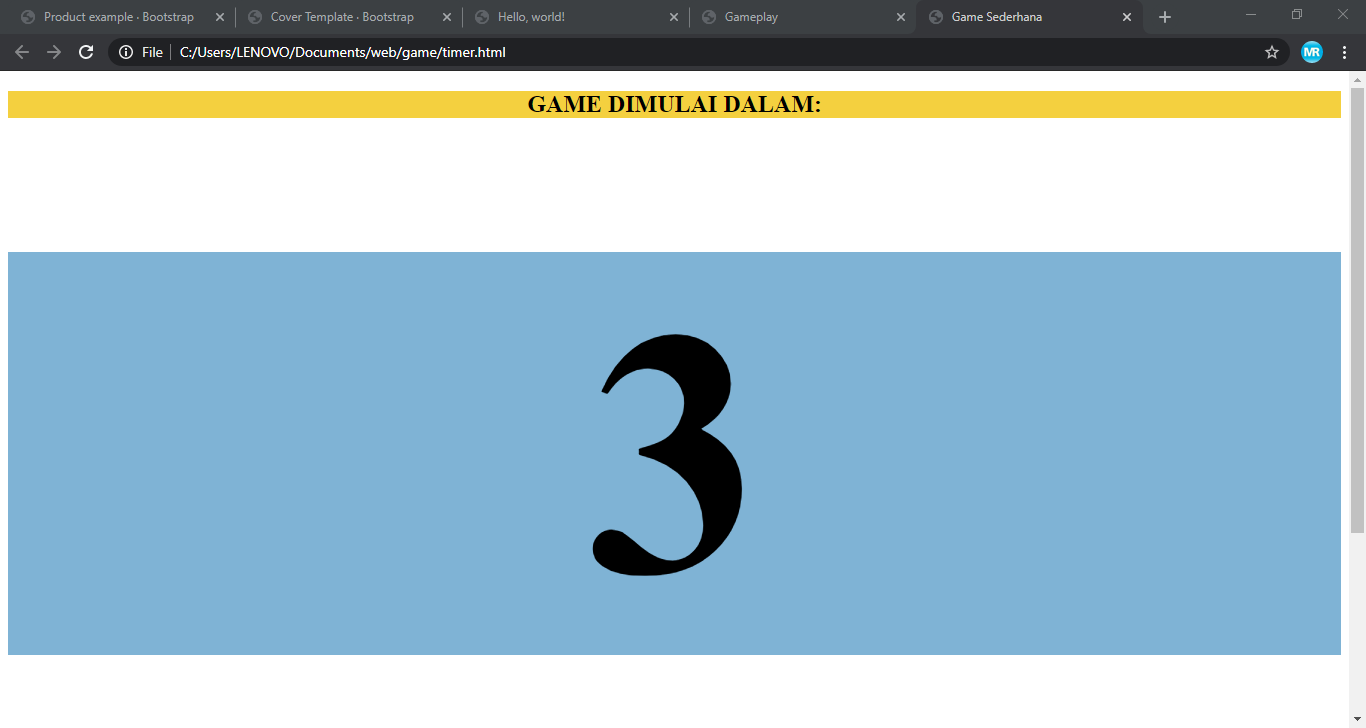 Product example · Bootstrap
Cover Template · Bootstrap
Hello, world!
Gameplay
Game Sederhana
File
C:/Users/LENOVO/Documents/web/game/timer.html
MR
GAME DIMULAI DALAM:
3